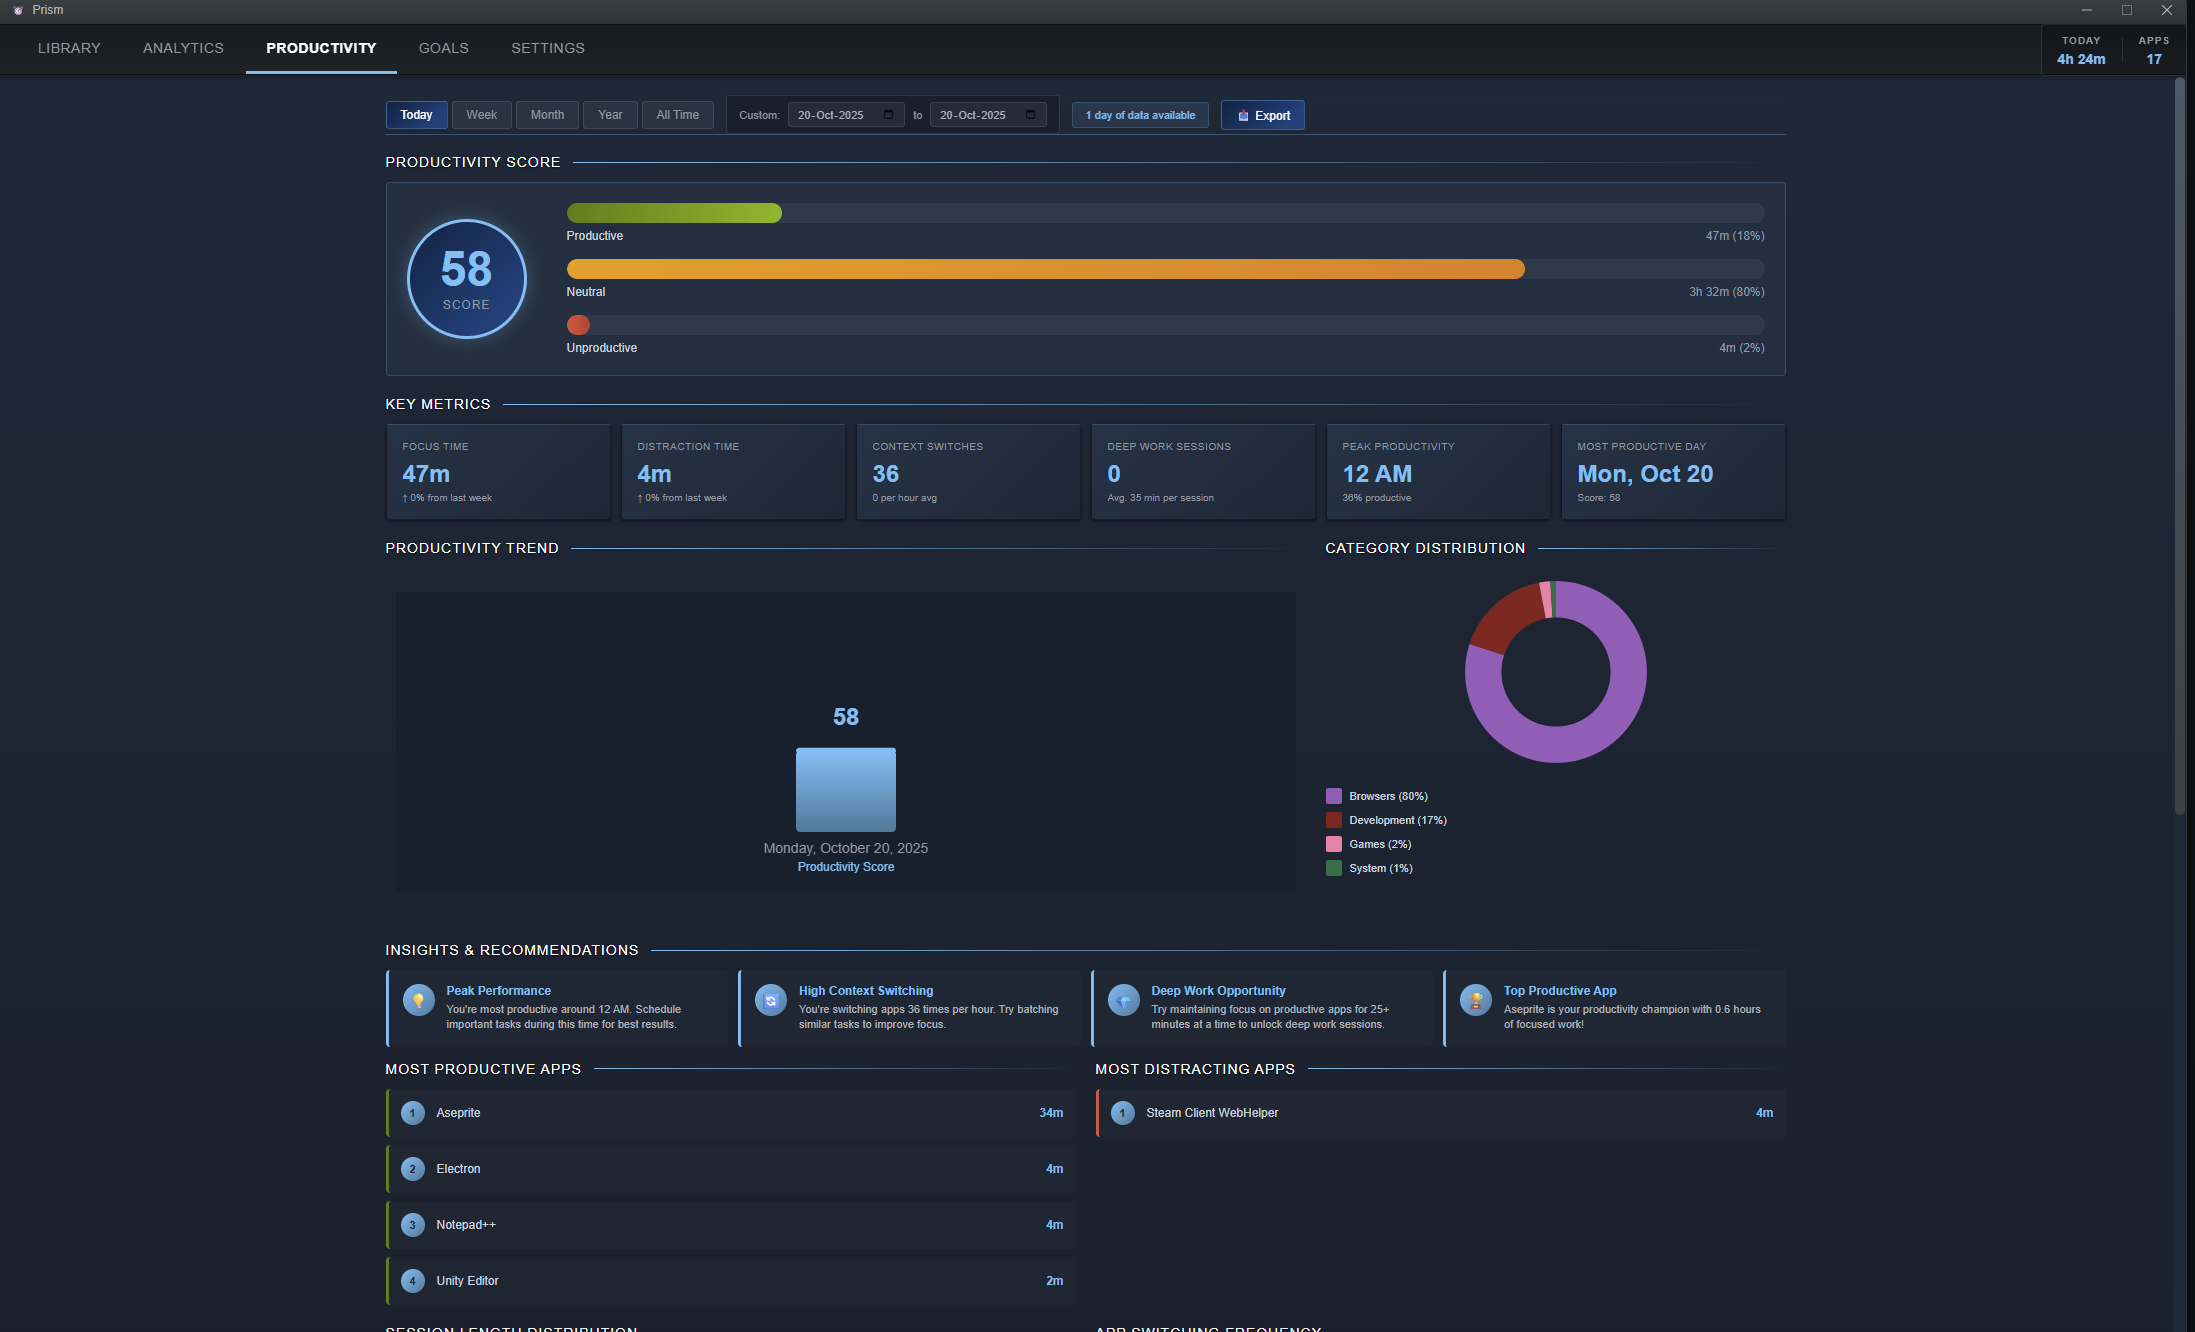 Prism
LIBRARY
ANALYTICS
PRODUCTIVITY
GOALS
SETTINGS
TODAY
4h 24m
APPS
17
Today
Week
Month
Year
All Time
Custom:
20-Oct-2025
to
20-Oct-2025
1 day of data available
Export
PRODUCTIVITY SCORE
58
SCORE
Productive
47m (18%)
Neutral
3h 32m (80%)
Unproductive
4m (2%)
KEY METRICS
FOCUS TIME
47m
↑ 0% from last week
DISTRACTION TIME
4m
↑ 0% from last week
CONTEXT SWITCHES
36
0 per hour avg
DEEP WORK SESSIONS
0
Avg. 35 min per session
PEAK PRODUCTIVITY
12 AM
36% productive
MOST PRODUCTIVE DAY
Mon, Oct 20
Score: 58
PRODUCTIVITY TREND
58
Monday, October 20, 2025
Productivity Score
CATEGORY DISTRIBUTION
Browsers (80%)
Development (17%)
Games (2%)
System (1%)
INSIGHTS & RECOMMENDATIONS
Peak Performance
You're most productive around 12 AM. Schedule
important tasks during this time for best results.
High Context Switching
You're switching apps 36 times per hour. Try batching
similar tasks to improve focus.
Deep Work Opportunity
Try maintaining focus on productive apps for 25+
minutes at a time to unlock deep work sessions.
Top Productive App
Aseprite is your productivity champion with 0.6 hours
of focused work!
MOST PRODUCTIVE APPS
1
Aseprite
34m
2
Electron
4m
3
Notepad++
4m
4
Unity Editor
2m
MOST DISTRACTING APPS
1
Steam Client WebHelper
4m
SESSION LENGTH DISTRIBUTION
APP SWITCHING FREQUENCY